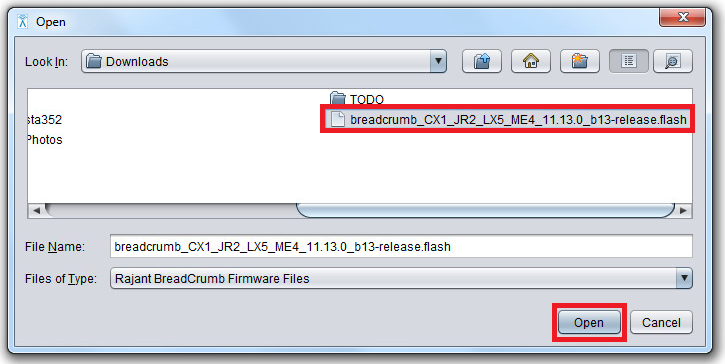 Open
Look In: Downloads
TODO
sta352 breadcrumb_CX1_JR2_LX5_ME4_11.13.0_b13-release.flash
Photos
File Name: breadcrumb_CX1_JR2_LX5_ME4_11.13.0_b13-release.flash
Files of Type: Rajant BreadCrumb Firmware Files
Open Cancel